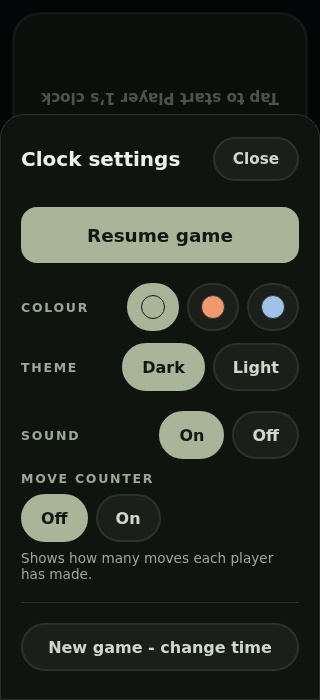 Tap to start Player 1's clock
Clock settings
Close
Resume game
COLOUR
THEME
Dark
Light
SOUND
On
Off
MOVE COUNTER
Off
On
Shows how many moves each player
has made.
New game - change time